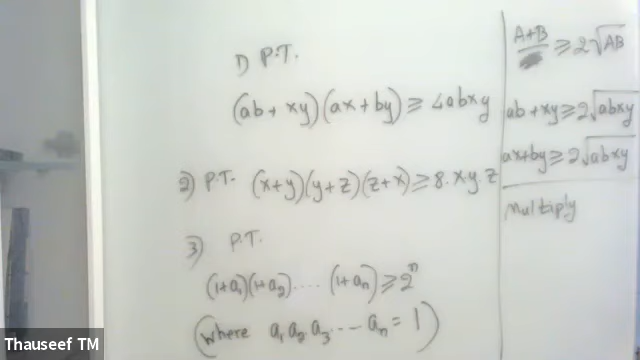 1) P.T.
(ab + xy)(ax + by) ≥ 4abxy
2) P.T. (x+y)(y+z)(z+x) ≥ 8.xy.z
3) P.T.
(1+a₁)(1+a₂)..... (1+aₙ) ≥ 2ⁿ
(where a₁ a₂ a₃ --- aₙ = 1)
A+B ≥ 2√AB
ab + xy ≥ 2√abxy
ax+by ≥ 2√abxy
Multiply
Thauseef TM